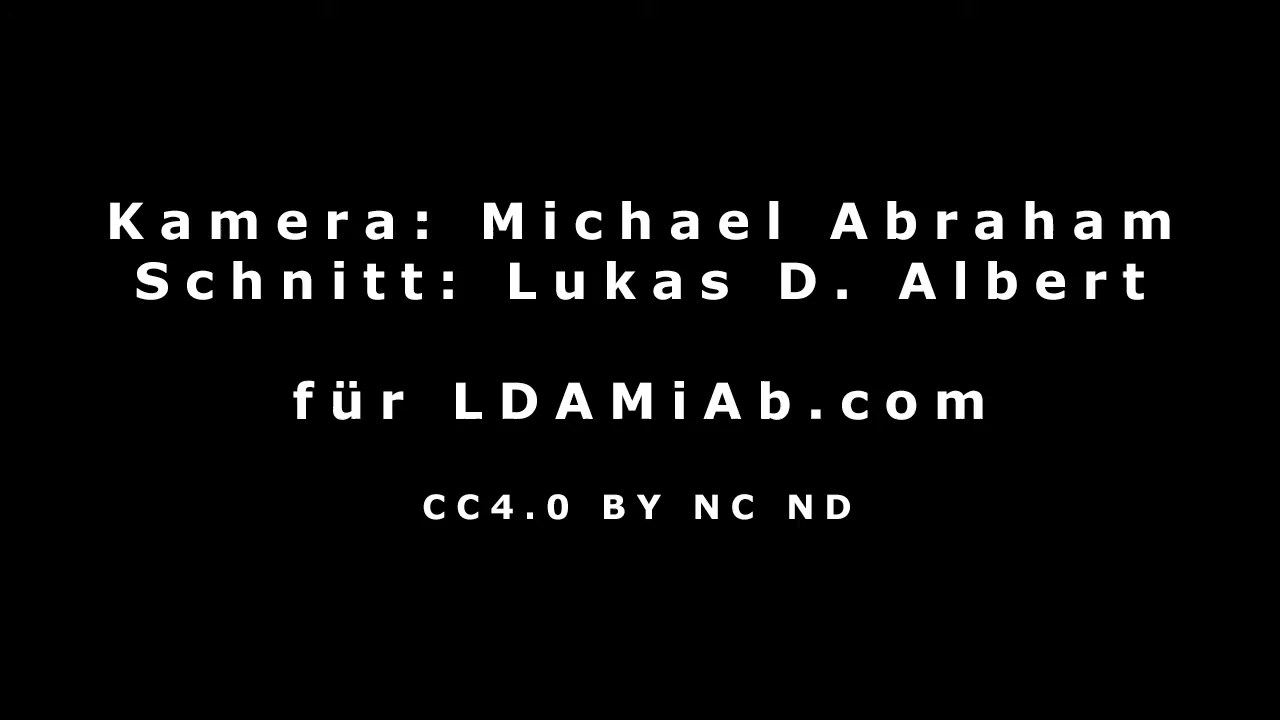 Kamera: Michael Abraham
Schnitt: Lukas D. Albert
für LDAMiAb.com
CC4.0 BY NC ND